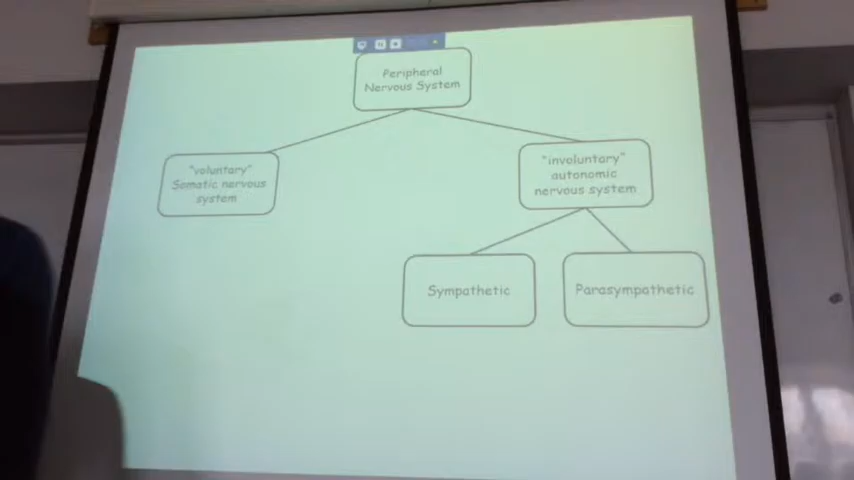 Peripheral
Nervous System
"voluntary"
Somatic nervous
system
"involuntary"
autonomic
nervous system
Sympathetic
Parasympathetic